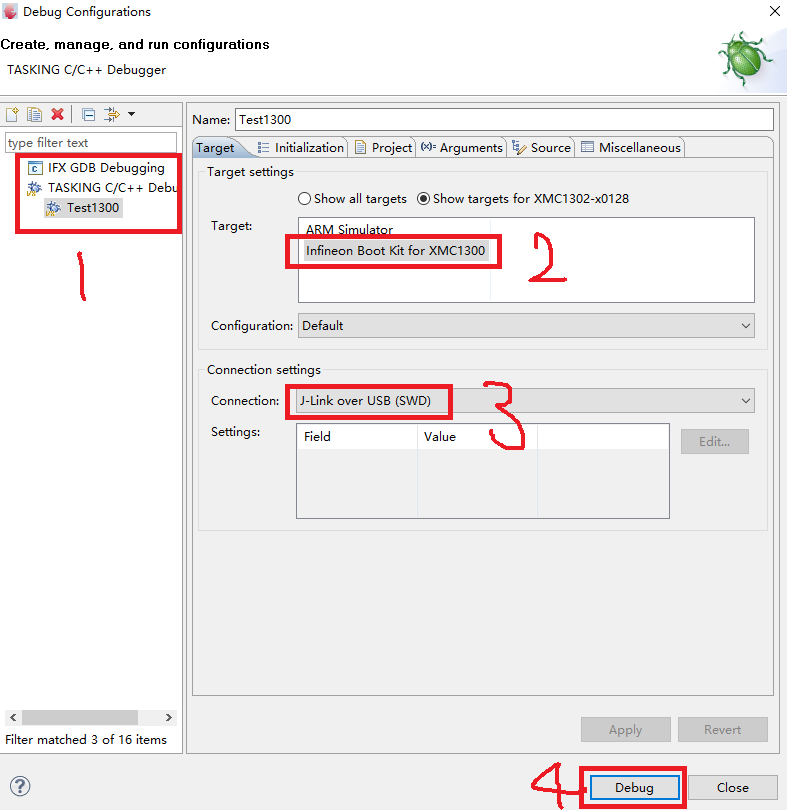 Debug Configurations
Create, manage, and run configurations
TASKING C/C++ Debugger
type filter text
IFX GDB Debugging
TASKING C/C++ Debu
Test1300
1
Filter matched 3 of 16 items
Name: Test1300
Target Initialization Project (x)= Arguments Source Miscellaneous
Target settings
Show all targets Show targets for XMC1302-x0128
Target: ARM Simulator
Infineon Boot Kit for XMC1300
2
Configuration: Default
Connection settings
Connection: J-Link over USB (SWD)
3
Settings: Field Value
Edit...
Apply Revert
4
Debug Close